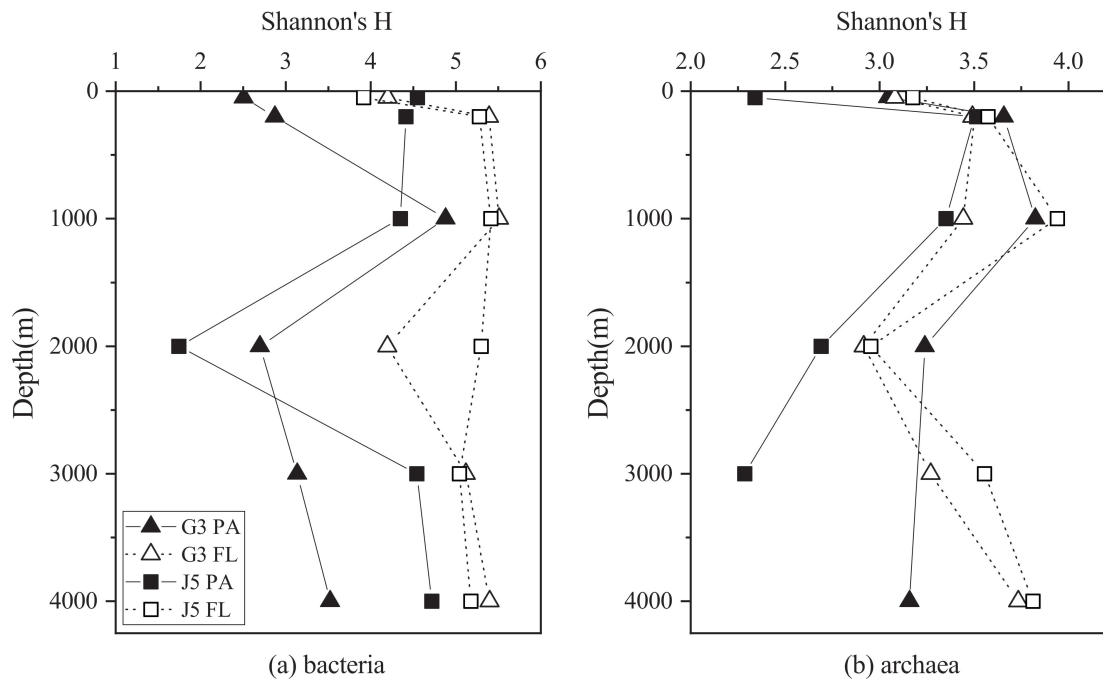 Shannon's H
1 2 3 4 5 6
0
1000
2000
3000
4000
Depth(m)
G3 PA
G3 FL
J5 PA
J5 FL
(a) bacteria
Shannon's H
2.0 2.5 3.0 3.5 4.0
0
1000
2000
3000
4000
Depth(m)
(b) archaea